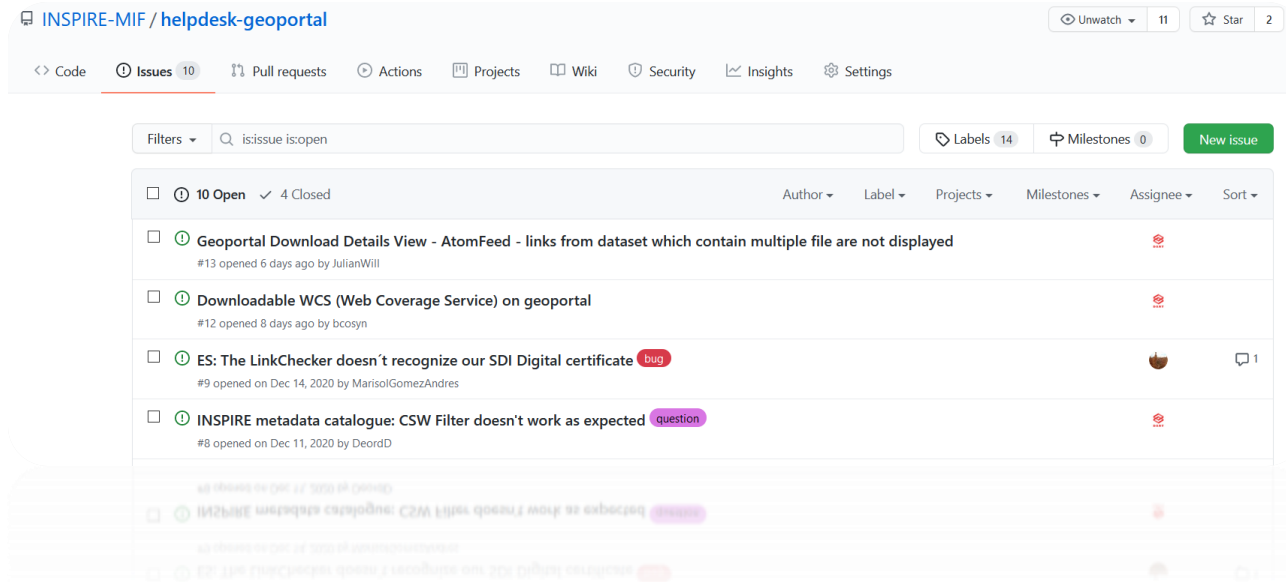 INSPIRE-MIF / helpdesk-geoportal
Unwatch 11 Star 2
Code Issues 10 Pull requests Actions Projects Wiki Security Insights Settings
Filters is:issue is:open Labels 14 Milestones 0 New issue
10 Open 4 Closed Author Label Projects Milestones Assignee Sort
Geoportal Download Details View - AtomFeed - links from dataset which contain multiple file are not displayed
#13 opened 6 days ago by JulianWill
Downloadable WCS (Web Coverage Service) on geoportal
#12 opened 8 days ago by bcosyn
ES: The LinkChecker doesn´t recognize our SDI Digital certificate bug
1
#9 opened on Dec 14, 2020 by MarisolGomezAndres
INSPIRE metadata catalogue: CSW Filter doesn't work as expected question
#8 opened on Dec 11, 2020 by DeordD